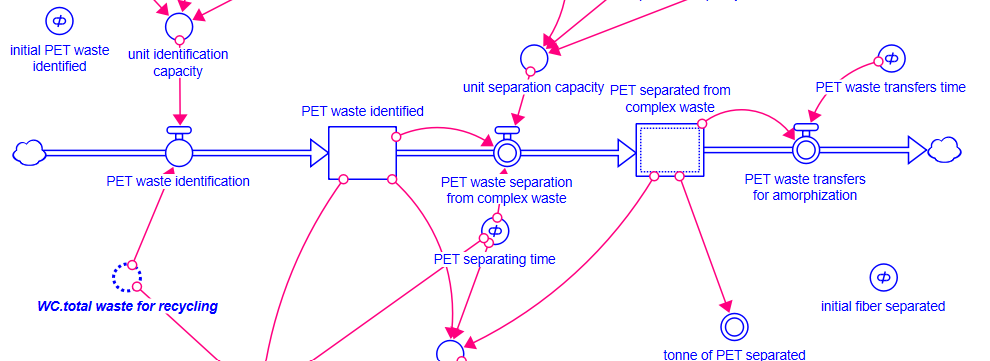 initial PET waste
identified
unit identification
capacity
unit separation capacity
PET separated from
complex waste
PET waste transfers time
PET waste identified
PET waste identification
PET waste separation
from complex waste
PET waste transfers
for amorphization
PET separating time
WC.total waste for recycling
initial fiber separated
tonne of PET separated